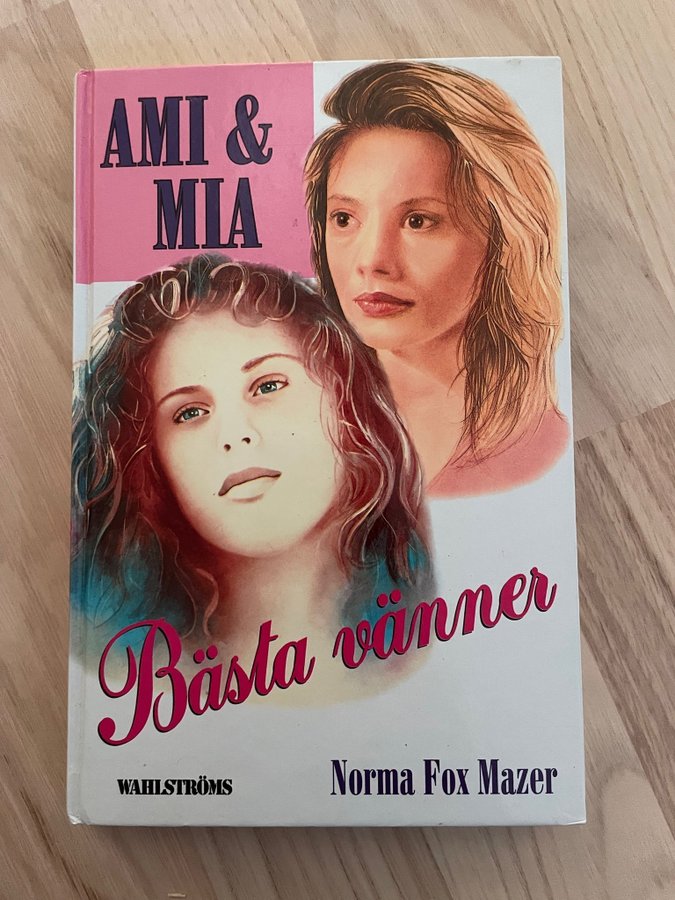 AMI &
MIA
Bästa vänner
WAHLSTRÖMS
Norma Fox Mazer